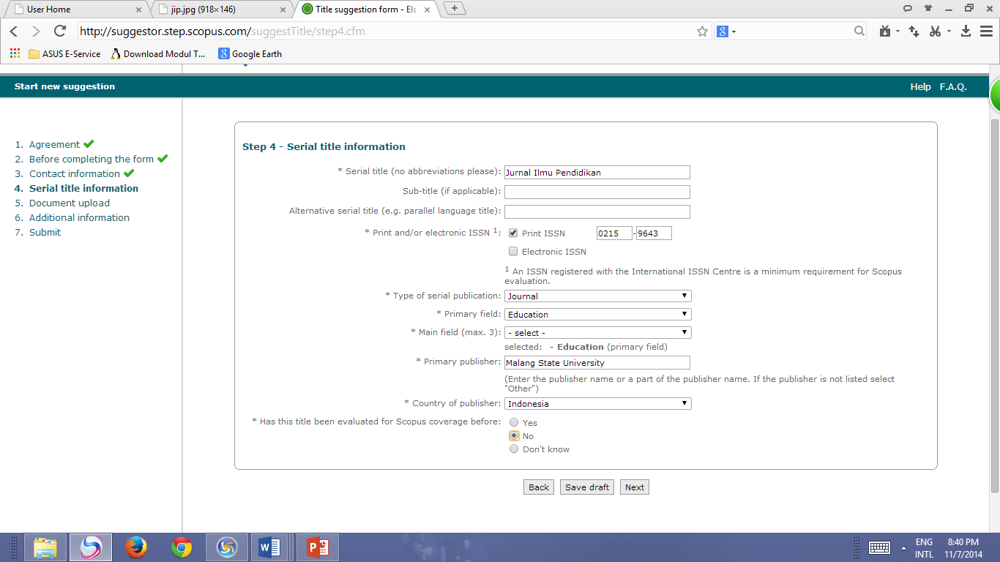 User Home
jip.jpg (918×146)
Title suggestion form - Els
http://suggestor.step.scopus.com/suggestTitle/step4.cfm
ASUS E-Service
Download Modul T...
Google Earth
Start new suggestion
Help F.A.Q.
1. Agreement
2. Before completing the form
3. Contact information
4. Serial title information
5. Document upload
6. Additional information
7. Submit
Step 4 - Serial title information
* Serial title (no abbreviations please): Jurnal Ilmu Pendidikan
Sub-title (if applicable):
Alternative serial title (e.g. parallel language title):
* Print and/or electronic ISSN 1: Print ISSN 0215 - 9643
Electronic ISSN
1 An ISSN registered with the International ISSN Centre is a minimum requirement for Scopus
evaluation.
* Type of serial publication: Journal
* Primary field: Education
* Main field (max. 3): - select -
selected: - Education (primary field)
* Primary publisher: Malang State University
(Enter the publisher name or a part of the publisher name. If the publisher is not listed select
"Other")
* Country of publisher: Indonesia
* Has this title been evaluated for Scopus coverage before: Yes
No
Don't know
Back Save draft Next
ENG 8:40 PM
INTL 11/7/2014